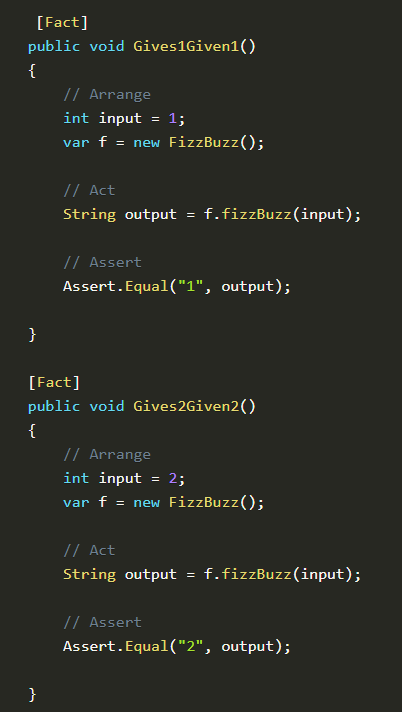 [Fact]
public void Gives1Given1()
{
// Arrange
int input = 1;
var f = new FizzBuzz();
// Act
String output = f.fizzBuzz(input);
// Assert
Assert.Equal("1", output);
}
[Fact]
public void Gives2Given2()
{
// Arrange
int input = 2;
var f = new FizzBuzz();
// Act
String output = f.fizzBuzz(input);
// Assert
Assert.Equal("2", output);
}